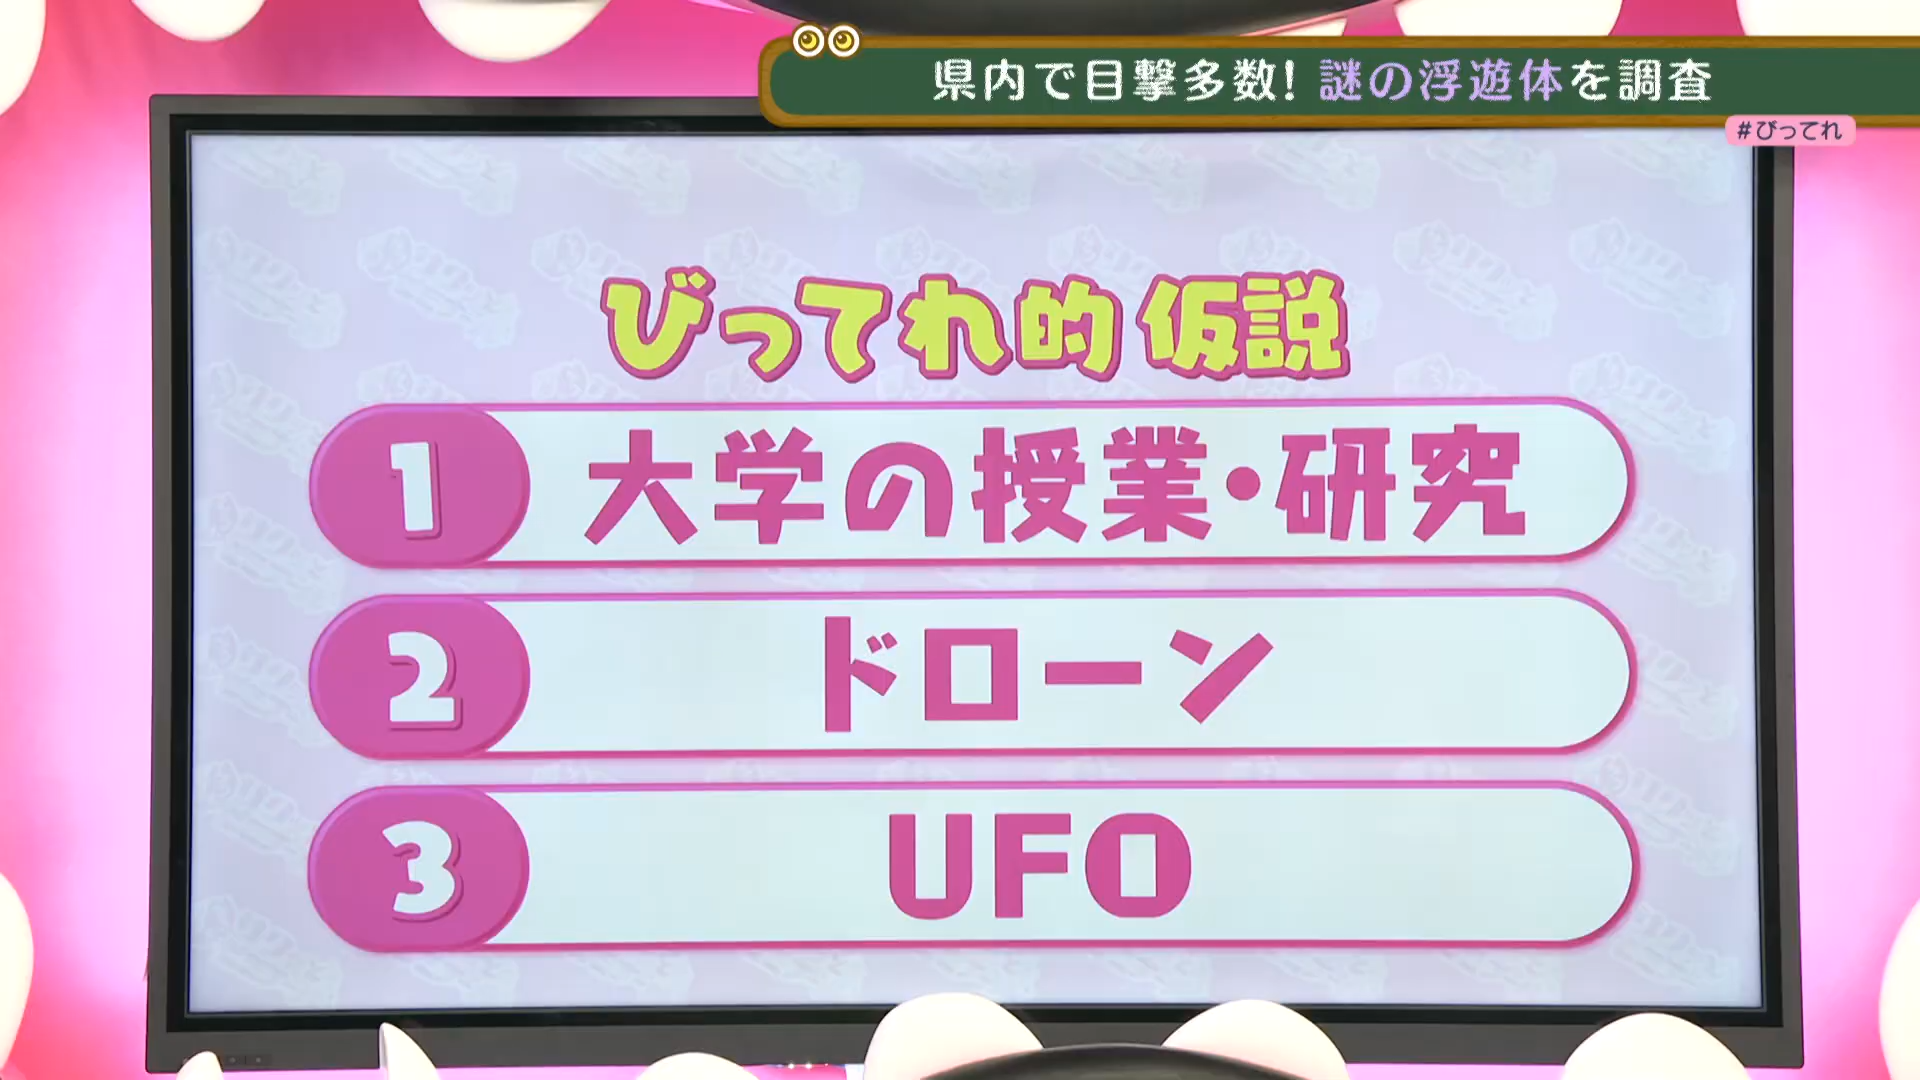 県内で目撃多数! 謎の浮遊体を調査
#びってれ
びってれ的 仮説
1 大学の授業・研究
2 ドローン
3 UFO